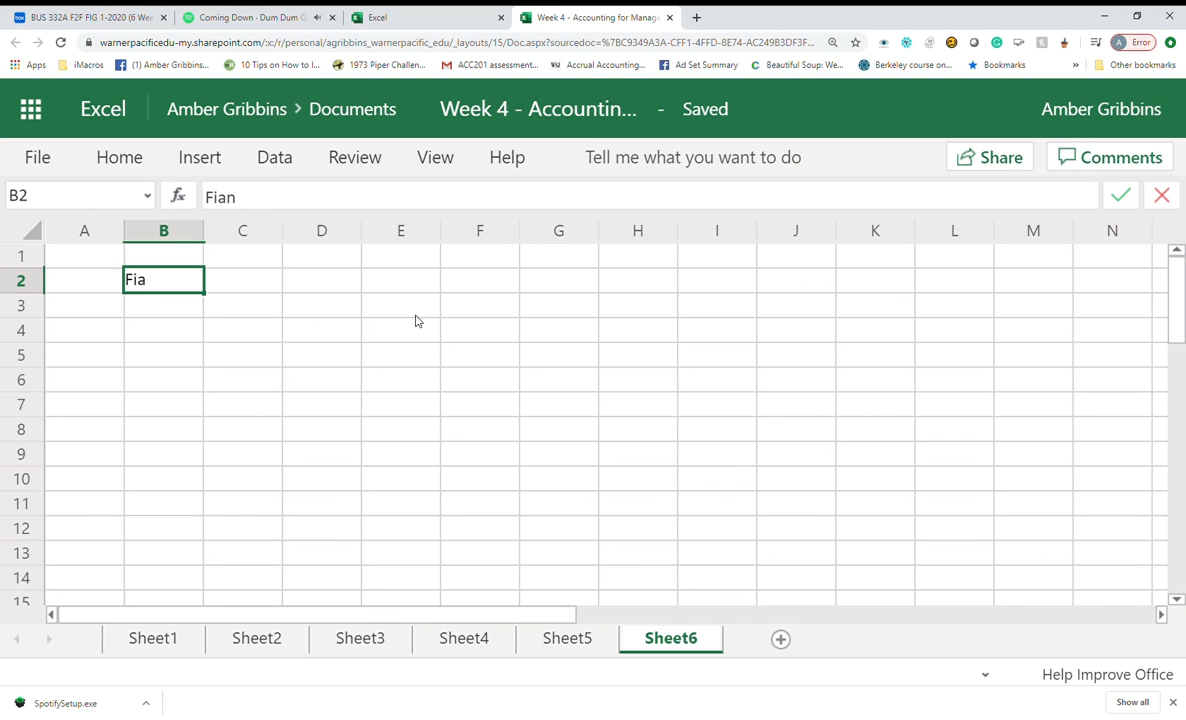 BUS 332A F2F FIG 1-2020 (6 Wee
Coming Down - Dum Dum G
Excel
Week 4 - Accounting for Manage
warnerpacificedu-my.sharepoint.com/:x:/r/personal/agribbins_warnerpacific_edu/_layouts/15/Doc.aspx?sourcedoc=%7BC9349A3A-CFF1-4FFD-8E74-AC249B3DF3F...
A Error
Apps
iMacros
(1) Amber Gribbins...
10 Tips on How to l...
1973 Piper Challen...
ACC201 assessment...
Accrual Accounting...
Ad Set Summary
Beautiful Soup: We...
Berkeley course on...
Bookmarks
»
Other bookmarks
Excel
Amber Gribbins > Documents
Week 4 - Accountin... - Saved
Amber Gribbins
File Home Insert Data Review View Help Tell me what you want to do Share Comments
B2 fx Fian
A B C D E F G H I J K L M N
1
2 Fia
3
4
5
6
7
8
9
10
11
12
13
14
15
Sheet1 Sheet2 Sheet3 Sheet4 Sheet5 Sheet6
Help Improve Office
SpotifySetup.exe
Show all